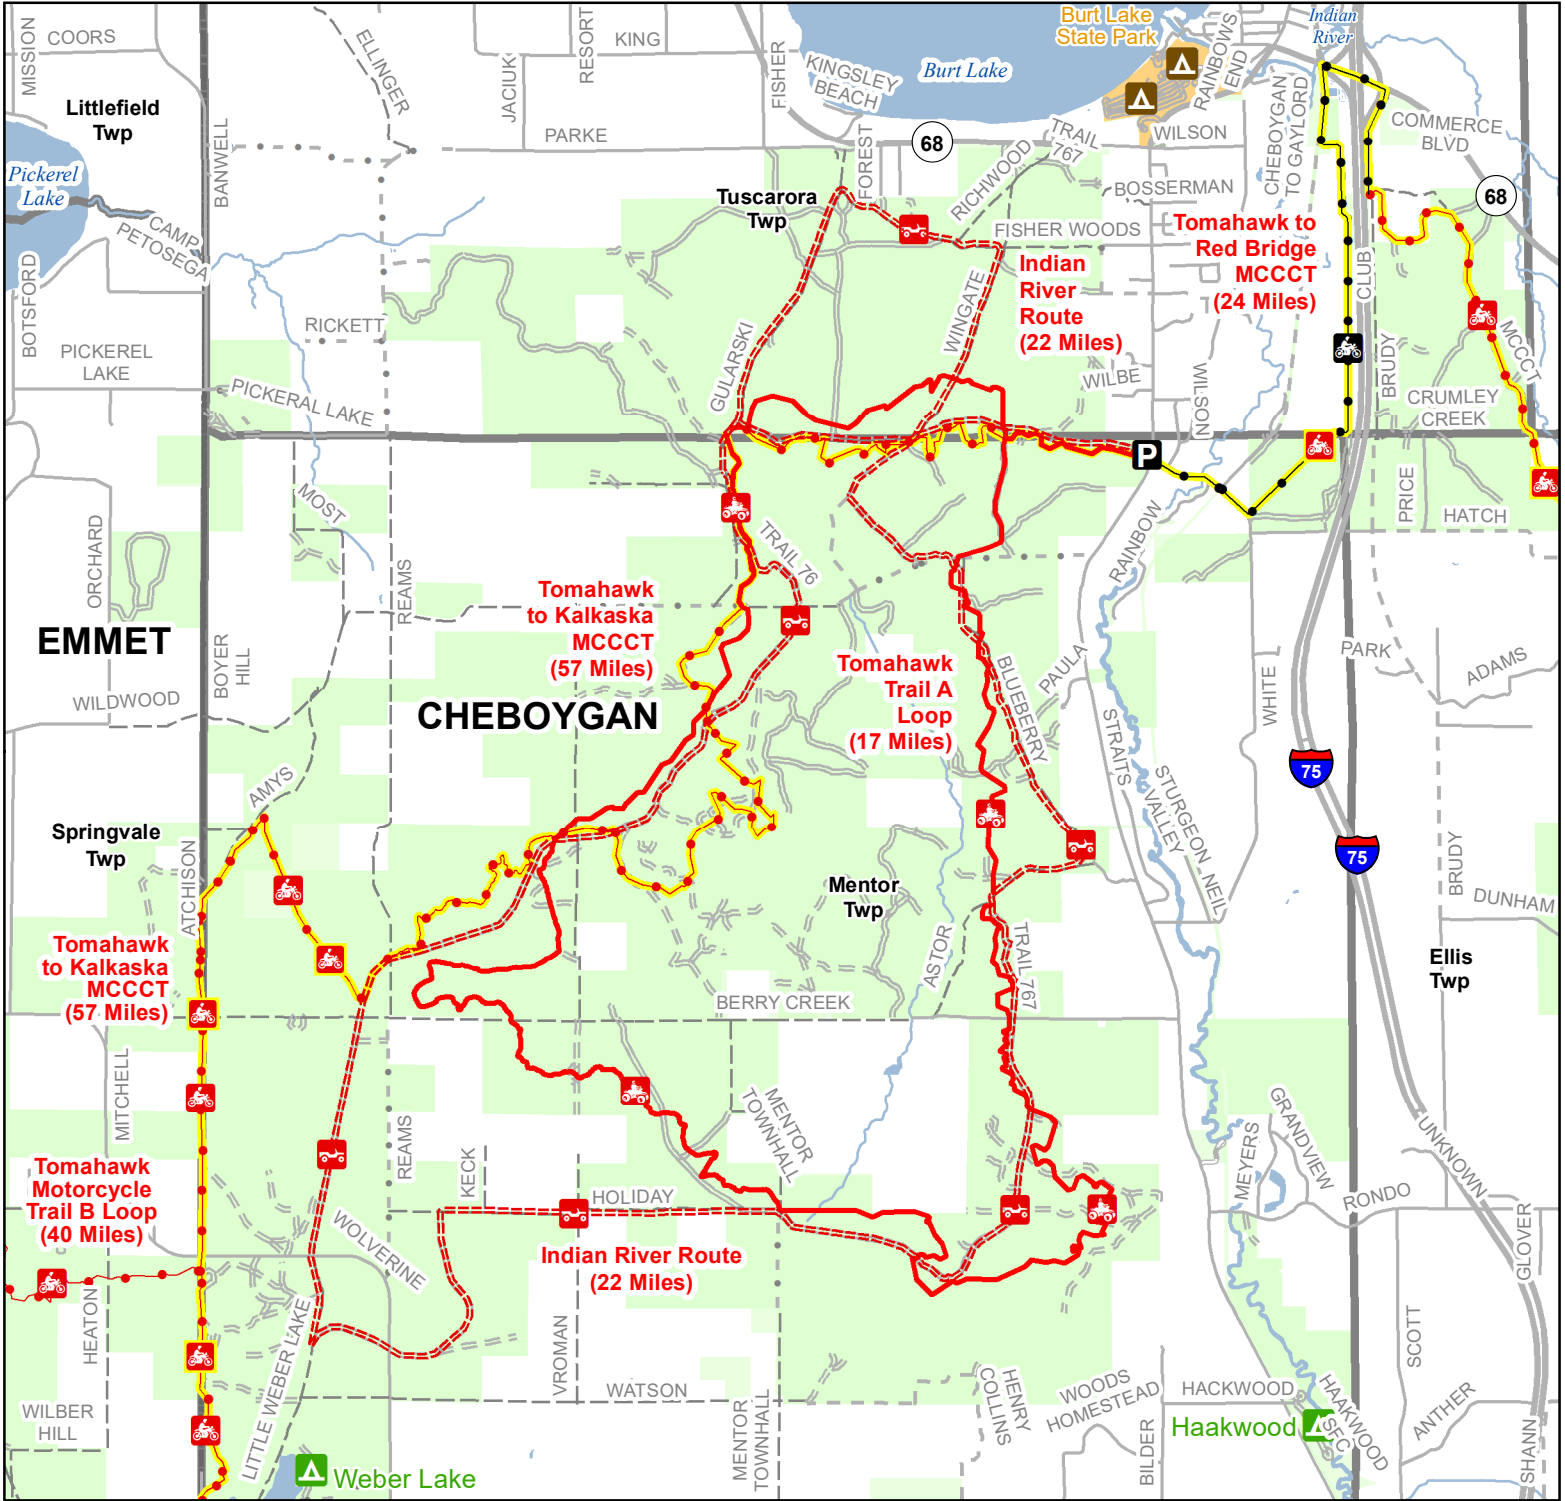 MISSION
COORS
ELLINGER
JACIUK
RESORT
KING
FISHER
KINGSLEY
BEACH
Burt Lake
Burt Lake
State Park
RAINBOWS
END
Indian
River
Littlefield
Twp
BANWELL
PARKE
FOREST
68
TRAIL
767
WILSON
CHEBOYGAN
TO GAYLORD
COMMERCE
BLVD
Pickerel
Lake
CAMP
PETOSEGA
Tuscarora
Twp
RICHWOOD
BOSSERMAN
68
FISHER WOODS
Tomahawk to
Red Bridge
MCCCT
(24 Miles)
CLUB
BOTSFORD
RICKETT
Indian
River
Route
(22 Miles)
WINGATE
GULARSKI
MCCCT
PICKEREL
LAKE
PICKERAL LAKE
WILBE
WILSON
BRUDY
CRUMLEY
CREEK
P
MOST
ORCHARD
TRAIL 76
RAINBOW
PRICE
HATCH
REAMS
Tomahawk
to Kalkaska
MCCCT
(57 Miles)
EMMET
BOYER
HILL
WILDWOOD
CHEBOYGAN
Tomahawk
Trail A
Loop
(17 Miles)
BLUEBERRY
PAULA
STRAITS
WHITE
PARK
ADAMS
75
AMYS
STURGEON
VALLEY
NEIL
75
Springvale
Twp
ATCHISON
Mentor
Twp
BRUDY
DUNHAM
Tomahawk
to Kalkaska
MCCCT
(57 Miles)
ASTOR
TRAIL 767
Ellis
Twp
BERRY CREEK
MITCHELL
REAMS
MENTOR
TOWNHALL
GRANDVIEW
MEYERS
UNKNOWN
Tomahawk
Motorcycle
Trail B Loop
(40 Miles)
KECK
HOLIDAY
RONDO
WOLVERINE
Indian River Route
(22 Miles)
GLOVER
HEATON
LITTLE WEBER LAKE
VROMAN
SCOTT
WATSON
MENTOR
TOWNHALL
HENRY
COLLINS
WOODS
HOMESTEAD
HACKWOOD
HAAKWOOD
SFC
ANTHER
WILBER
HILL
Haakwood
BILDER
SHANN
Weber Lake